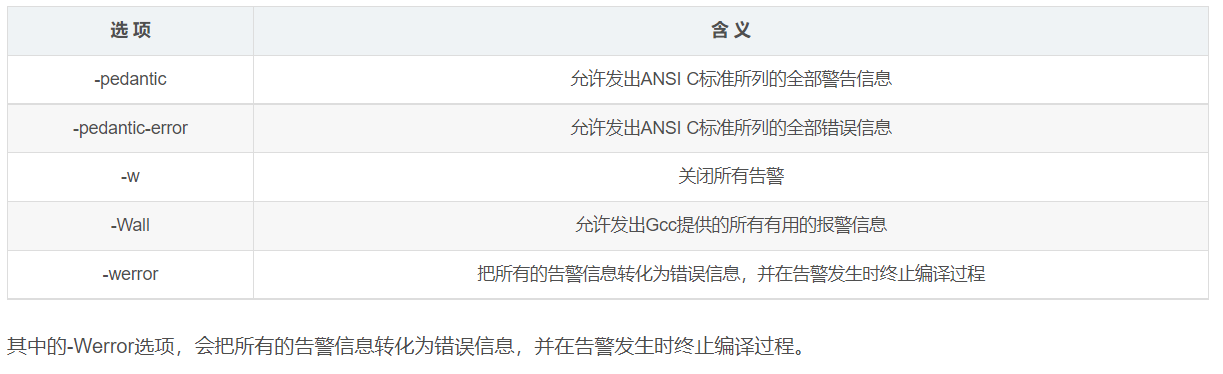 选 项 含 义
-pedantic 允许发出ANSI C标准所列的全部警告信息
-pedantic-error 允许发出ANSI C标准所列的全部错误信息
-w 关闭所有告警
-Wall 允许发出Gcc提供的所有有用的报警信息
-werror 把所有的告警信息转化为错误信息，并在告警发生时终止编译过程
其中的-Werror选项，会把所有的告警信息转化为错误信息，并在告警发生时终止编译过程。